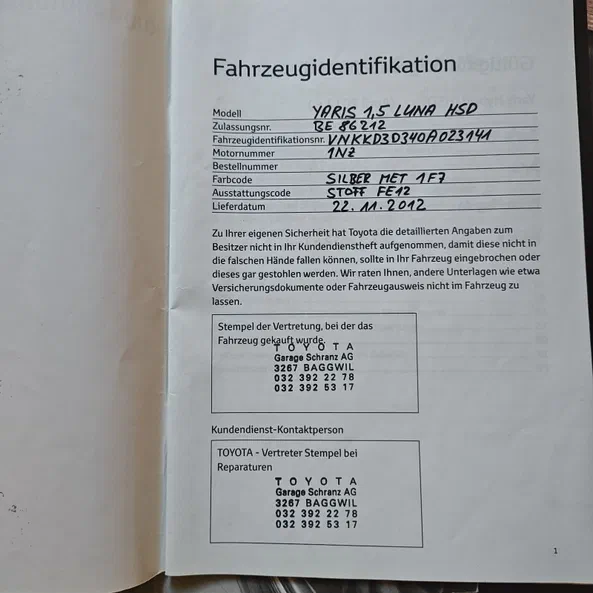 Fahrzeugidentifikation
Modell YARIS 1,5 LUNA HSD
Zulassungsnr. BE 86212
Fahrzeugidentifikationsnr. VNKKD3D340A023141
Motornummer 1NZ
Bestellnummer
Farbcode SILBER MET 1F7
Ausstattungscode STOFF FE12
Lieferdatum 22.11.2012
Zu Ihrer eigenen Sicherheit hat Toyota die detaillierten Angaben zum
Besitzer nicht in Ihr Kundendienstheft aufgenommen, damit diese nicht in
die falschen Hände fallen können, sollte in Ihr Fahrzeug eingebrochen oder
dieses gar gestohlen werden. Wir raten Ihnen, andere Unterlagen wie etwa
Versicherungsdokumente oder Fahrzeugausweis nicht im Fahrzeug zu
lassen.
Stempel der Vertretung, bei der das
Fahrzeug gekauft wurde.
TOYOTA
Garage Schranz AG
3267 BAGGWIL
032 392 22 78
032 392 53 17
Kundendienst-Kontaktperson
TOYOTA - Vertreter Stempel bei
Reparaturen
TOYOTA
Garage Schranz AG
3267 BAGGWIL
032 392 22 78
032 392 53 17
1